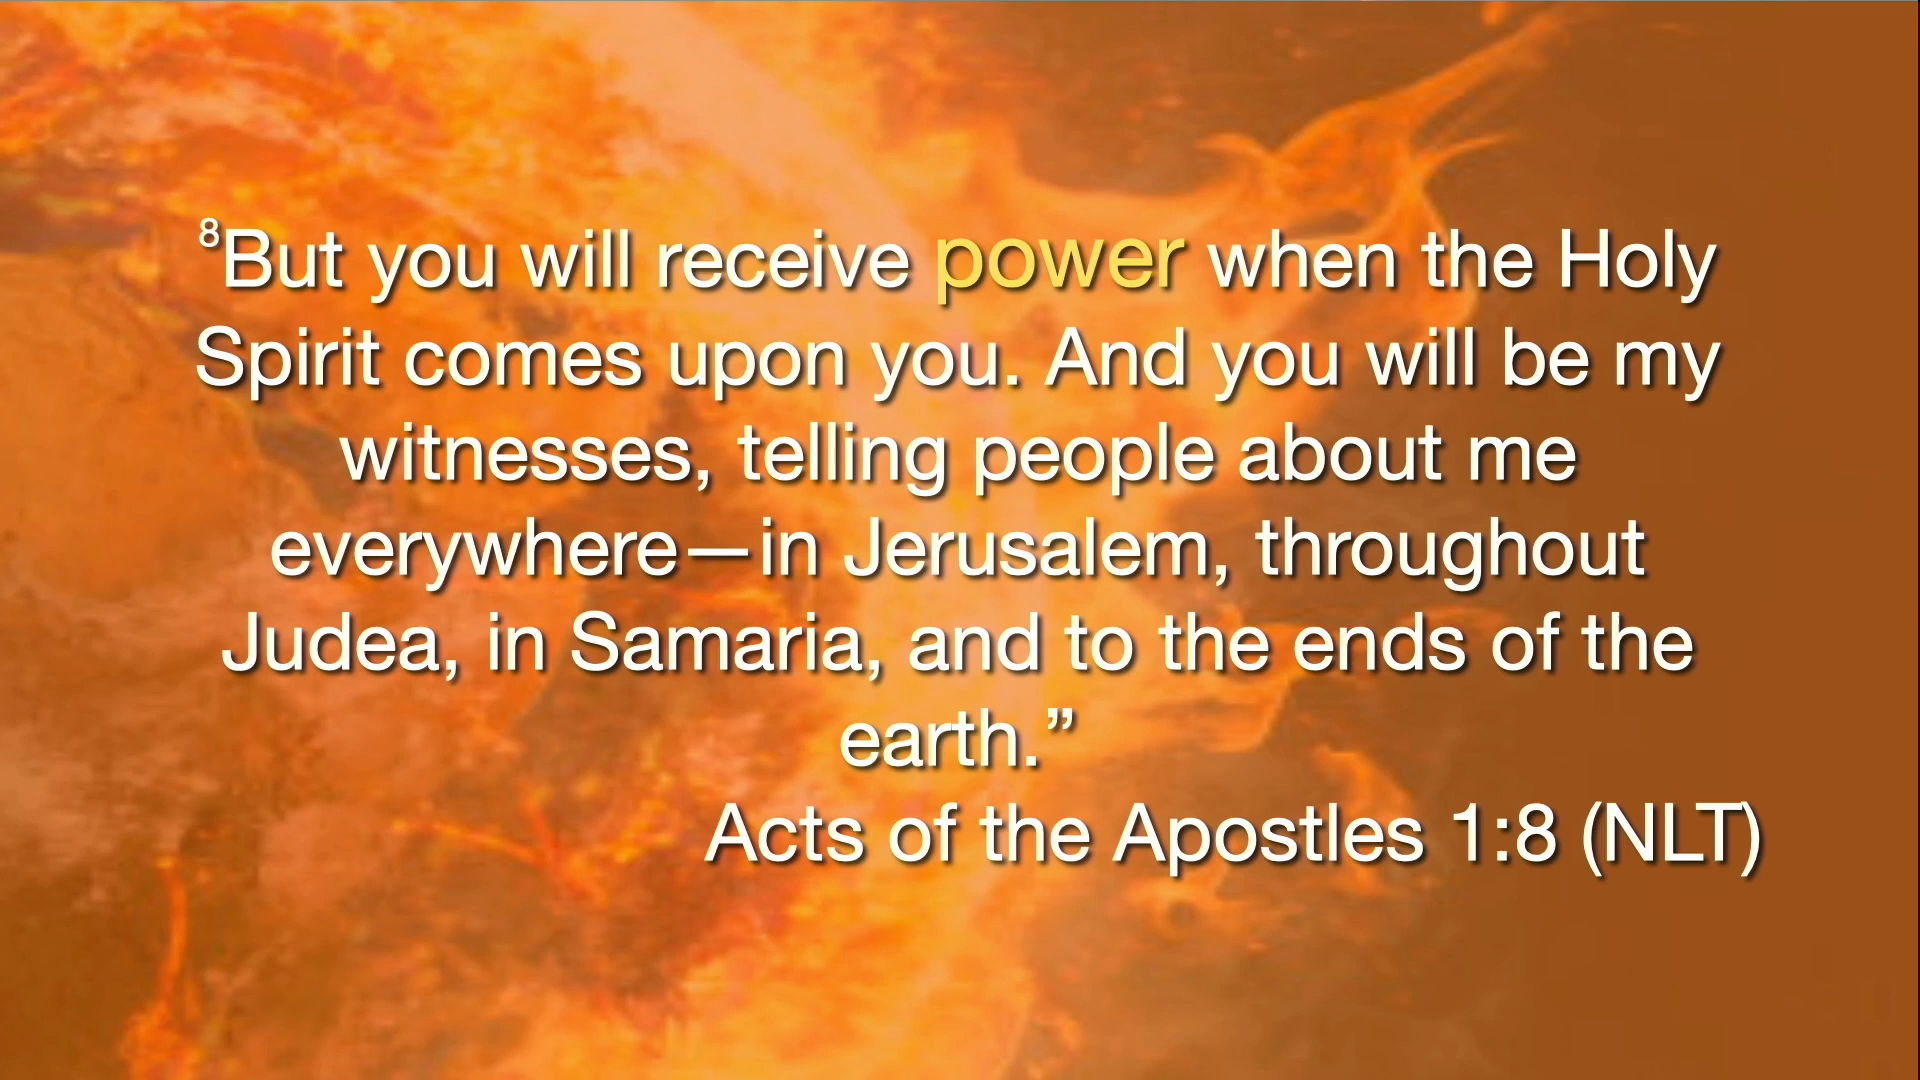 ⁸But you will receive power when the Holy
Spirit comes upon you. And you will be my
witnesses, telling people about me
everywhere—in Jerusalem, throughout
Judea, in Samaria, and to the ends of the
earth.”
Acts of the Apostles 1:8 (NLT)